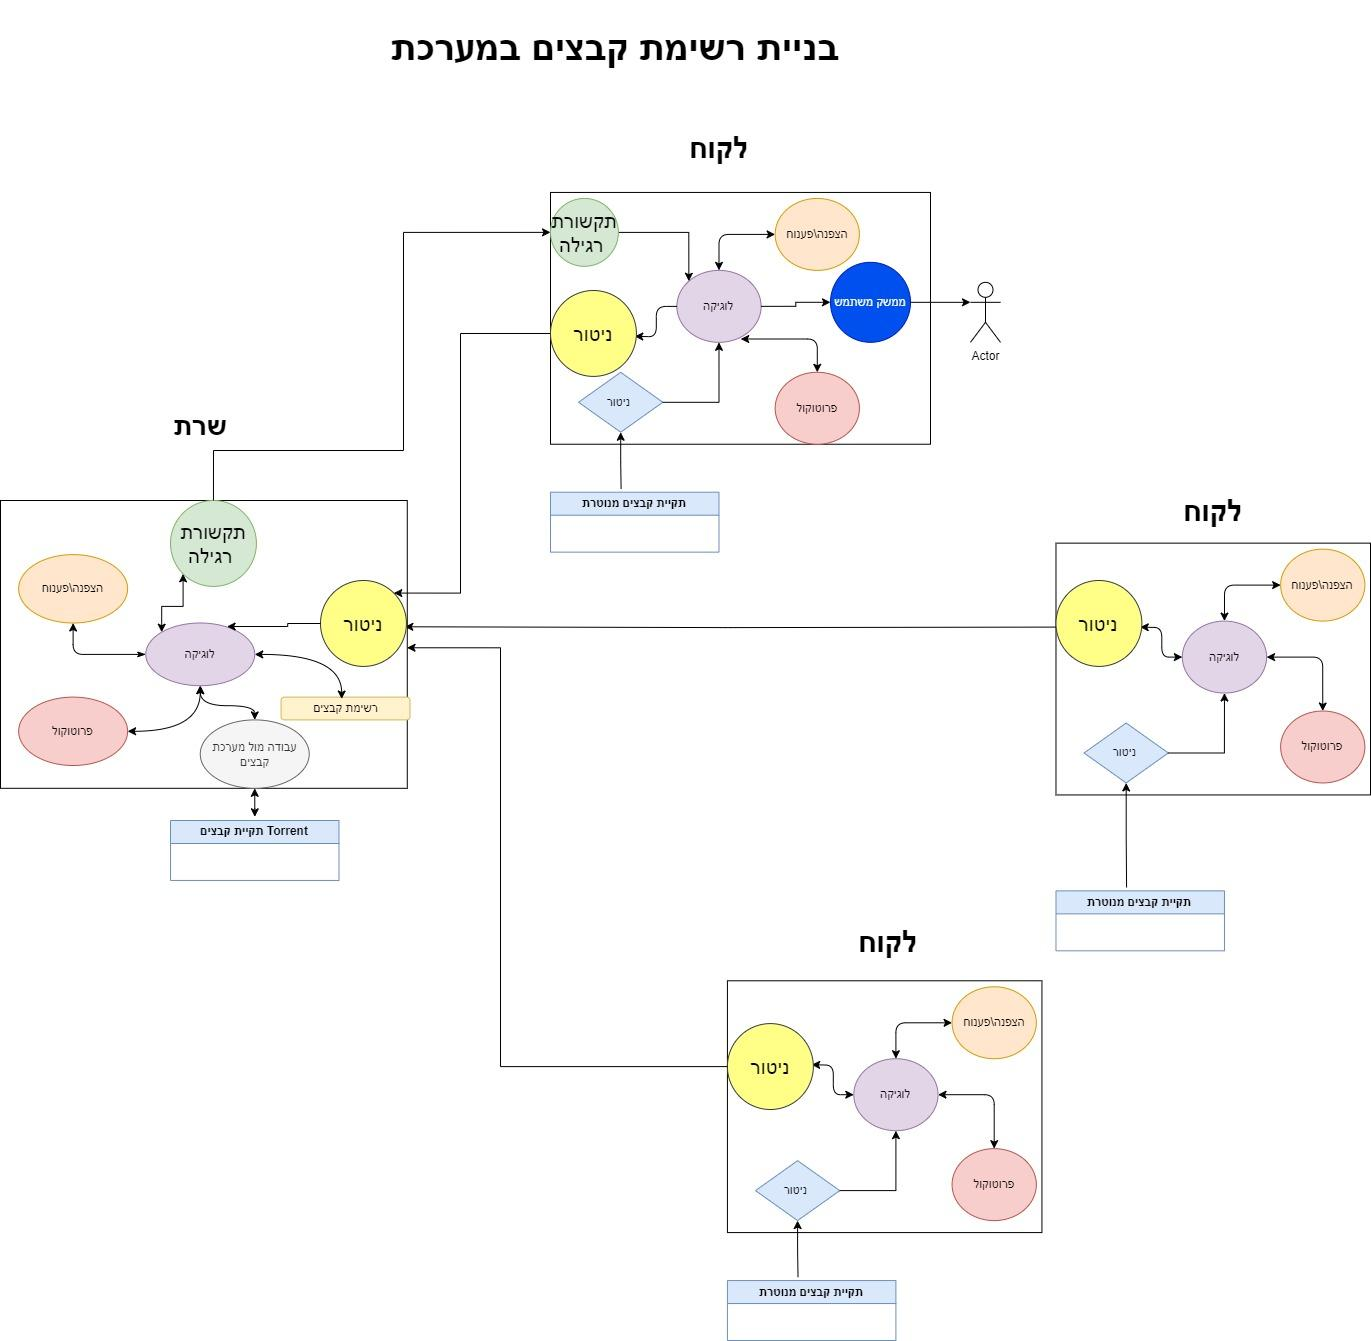 בניית רשימת קבצים במערכת
לקוח
תקשורת
רגילה
הצפנה\פענוח
לוגיקה
ממשק משתמש
ניטור
ניטור
פרוטוקול
Actor
תקיית קבצים מנוטרת
שרת
תקשורת
רגילה
הצפנה\פענוח
ניטור
לוגיקה
רשימת קבצים
פרוטוקול
עבודה מול מערכת
קבצים
תקיית קבצים Torrent
לקוח
הצפנה\פענוח
ניטור
לוגיקה
פרוטוקול
ניטור
תקיית קבצים מנוטרת
לקוח
הצפנה\פענוח
ניטור
לוגיקה
פרוטוקול
ניטור
תקיית קבצים מנוטרת